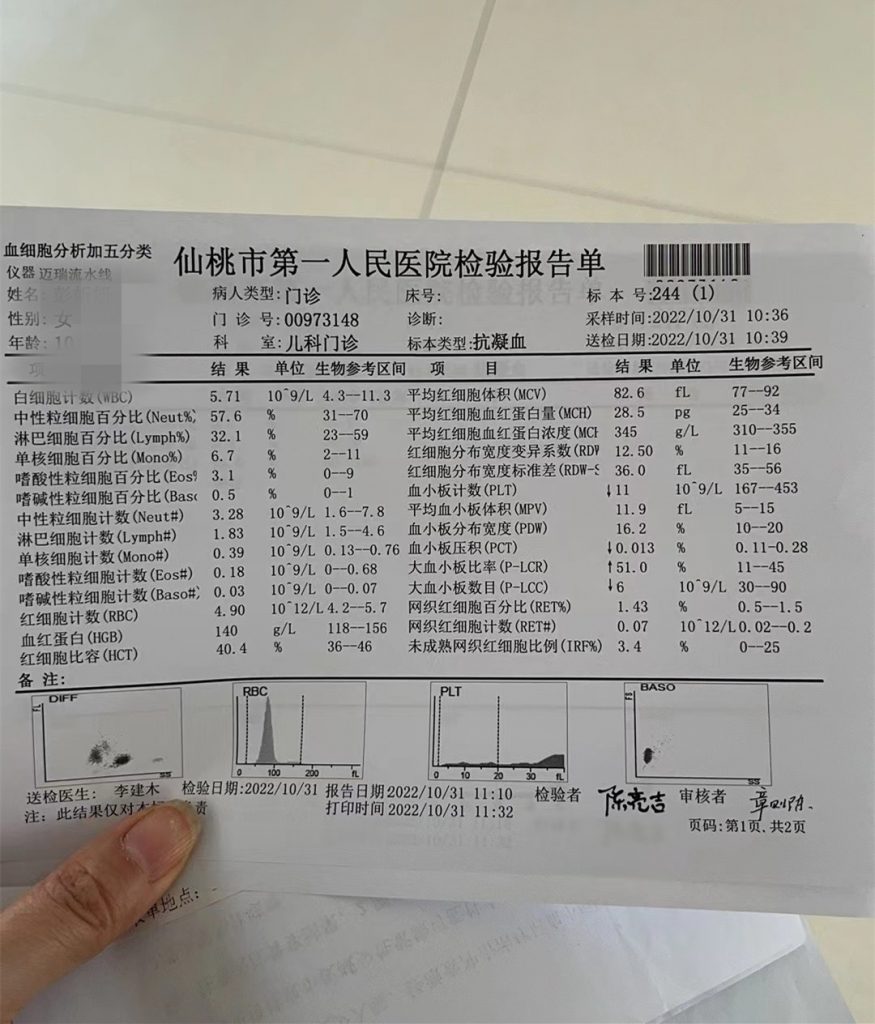 血细胞分析加五分类
仙桃市第一人民医院检验报告单
仪器 迈瑞流水线
姓名:
病人类型:门诊
床号:
标 本 号:244 (1)
性别: 女
门 诊 号:00973148
诊断:
采样时间:2022/10/31 10:36
年龄: 10
科 室:儿科门诊
标本类型:抗凝血
送检日期:2022/10/31 10:39
项 结 果 单位 生物参考区间 项 目 结 果 单位 生物参考区间
白细胞计数(WBC) 5.71 10^9/L 4.3--11.3 平均红细胞体积(MCV) 82.6 fL 77--92
中性粒细胞百分比(Neut%) 57.6 % 31--70 平均红细胞血红蛋白量(MCH) 28.5 pg 25--34
淋巴细胞百分比(Lymph%) 32.1 % 23--59 平均红细胞血红蛋白浓度(MCH 345 g/L 310--355
单核细胞百分比(Mono%) 6.7 % 2--11 红细胞分布宽度变异系数(RDW 12.50 % 11--16
嗜酸性粒细胞百分比(Eos% 3.1 % 0--9 红细胞分布宽度标准差(RDW-S 36.0 fL 35--56
嗜碱性粒细胞百分比(Baso 0.5 % 0--1 血小板计数(PLT) ↓11 10^9/L 167--453
中性粒细胞计数(Neut#) 3.28 10^9/L 1.6--7.8 平均血小板体积(MPV) 11.9 fL 5--15
淋巴细胞计数(Lymph#) 1.83 10^9/L 1.5--4.6 血小板分布宽度(PDW) 16.2 % 10--20
单核细胞计数(Mono#) 0.39 10^9/L 0.13--0.76 血小板压积(PCT) ↓0.013 % 0.11-0.28
嗜酸性粒细胞计数(Eos#) 0.18 10^9/L 0--0.68 大血小板比率(P-LCR) ↑51.0 % 11--45
嗜碱性粒细胞计数(Baso#) 0.03 10^9/L 0--0.07 大血小板数目(P-LCC) ↓6 10^9/L 30--90
红细胞计数(RBC) 4.90 10^12/L 4.2--5.7 网织红细胞百分比(RET%) 1.43 % 0.5--1.5
血红蛋白(HGB) 140 g/L 118--156 网织红细胞计数(RET#) 0.07 10^12/L 0.02--0.2
红细胞比容(HCT) 40.4 % 36--46 未成熟网织红细胞比例(IRF%) 3.4 % 0--25
备 注:
DIFF RBC PLT BASO
FL SS 0 100 200 fL 0 10 20 30 fL FS SS
送检医生: 李建木 检验日期:2022/10/31 报告日期2022/10/31 11:10 检验者 陈亮吉 审核者
注: 此结果仅对本 责 打印时间 2022/10/31 11:32
页码:第1页,共2页
单地点: